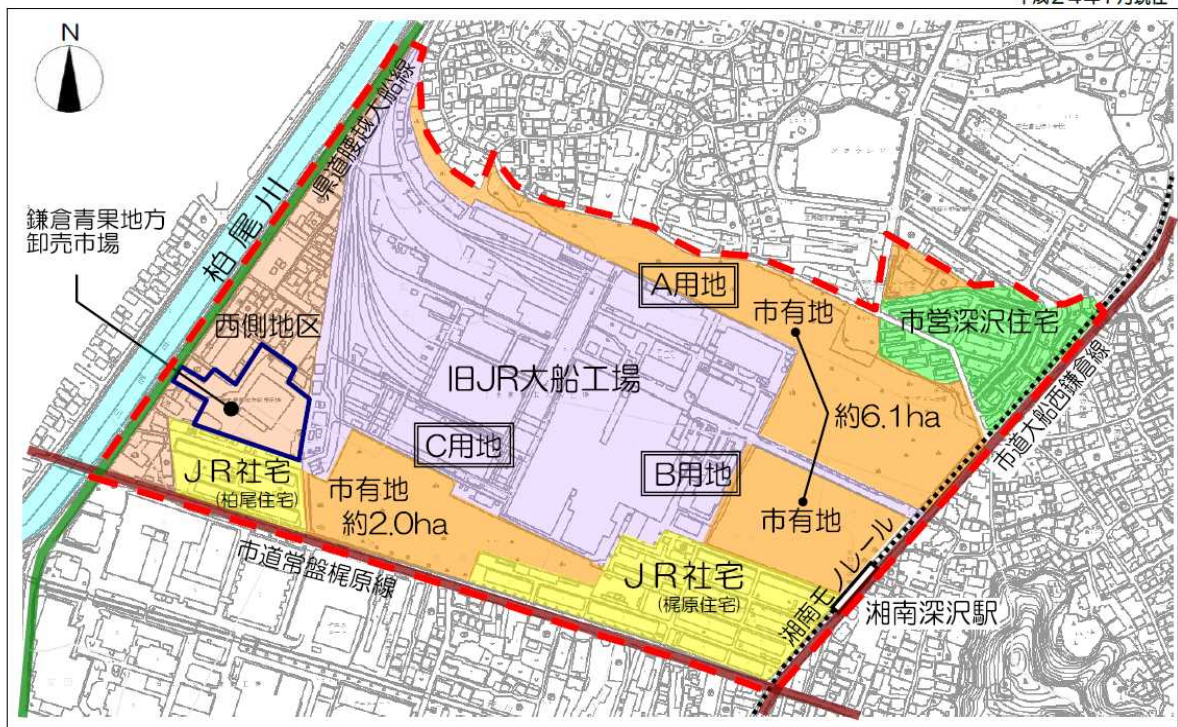 平成24年1月現在
N
県道腰越大船線
柏尾川
鎌倉青果地方
卸売市場
西側地区
A用地
市有地
市営深沢住宅
旧JR大船工場
約6.1ha
市道大船西鎌倉線
C用地
B用地
JR社宅
(柏尾住宅)
市有地
約2.0ha
市有地
市道常盤梶原線
JR社宅
(梶原住宅)
湘南モノレール
湘南深沢駅